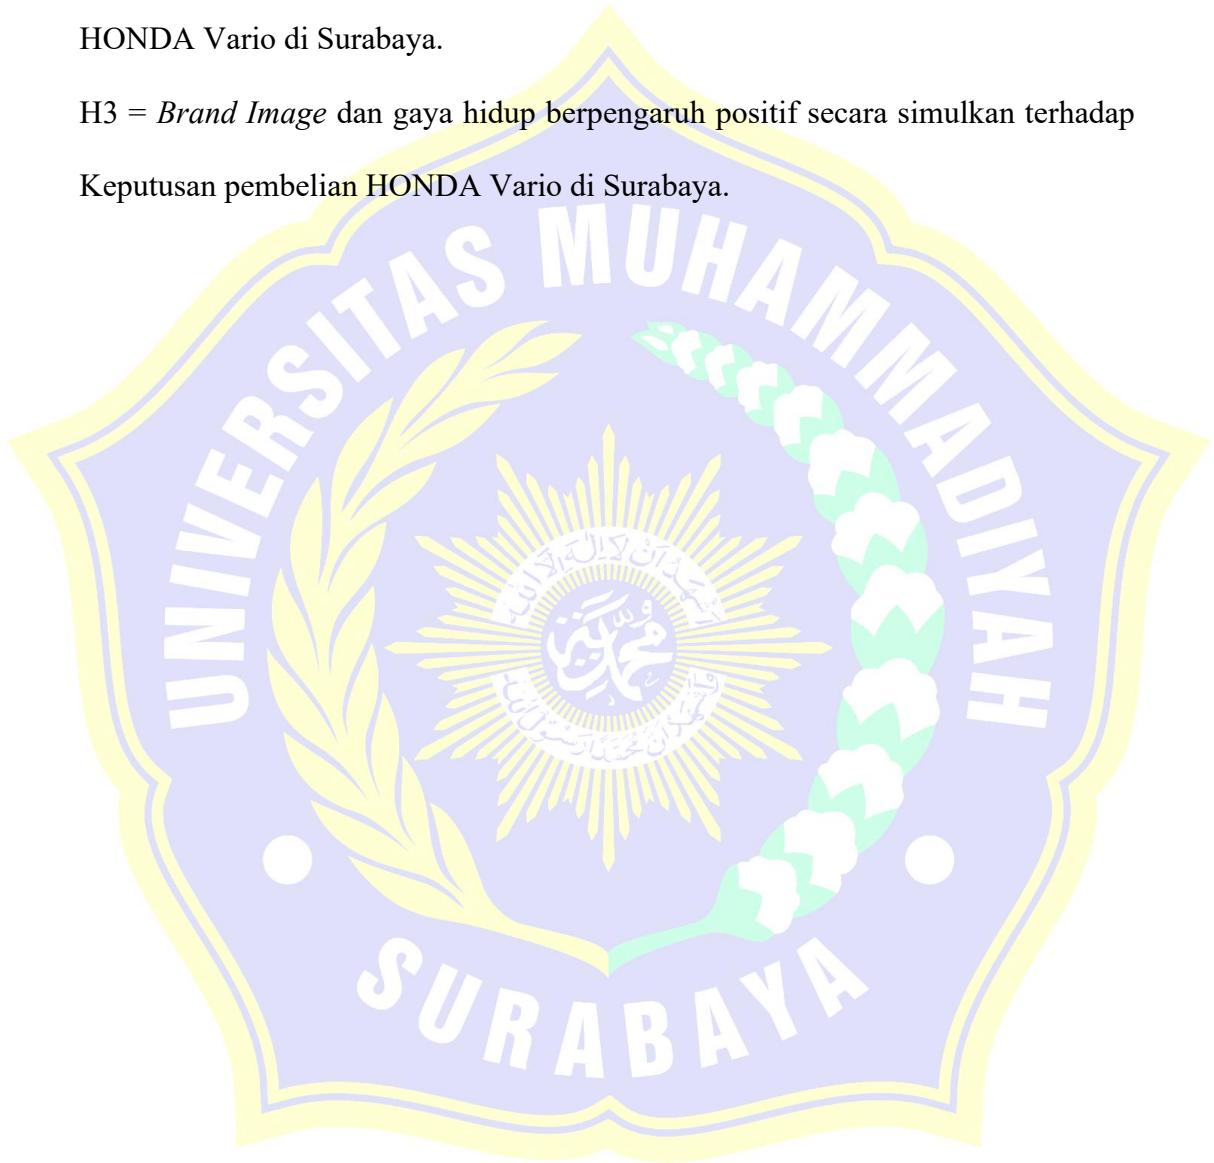 HONDA Vario di Surabaya.
H3 = Brand Image dan gaya hidup berpengaruh positif secara simulkan terhadap
Keputusan pembelian HONDA Vario di Surabaya.
UNIVERSITAS MUHAMMADIYAH
محمد
SURABAYA